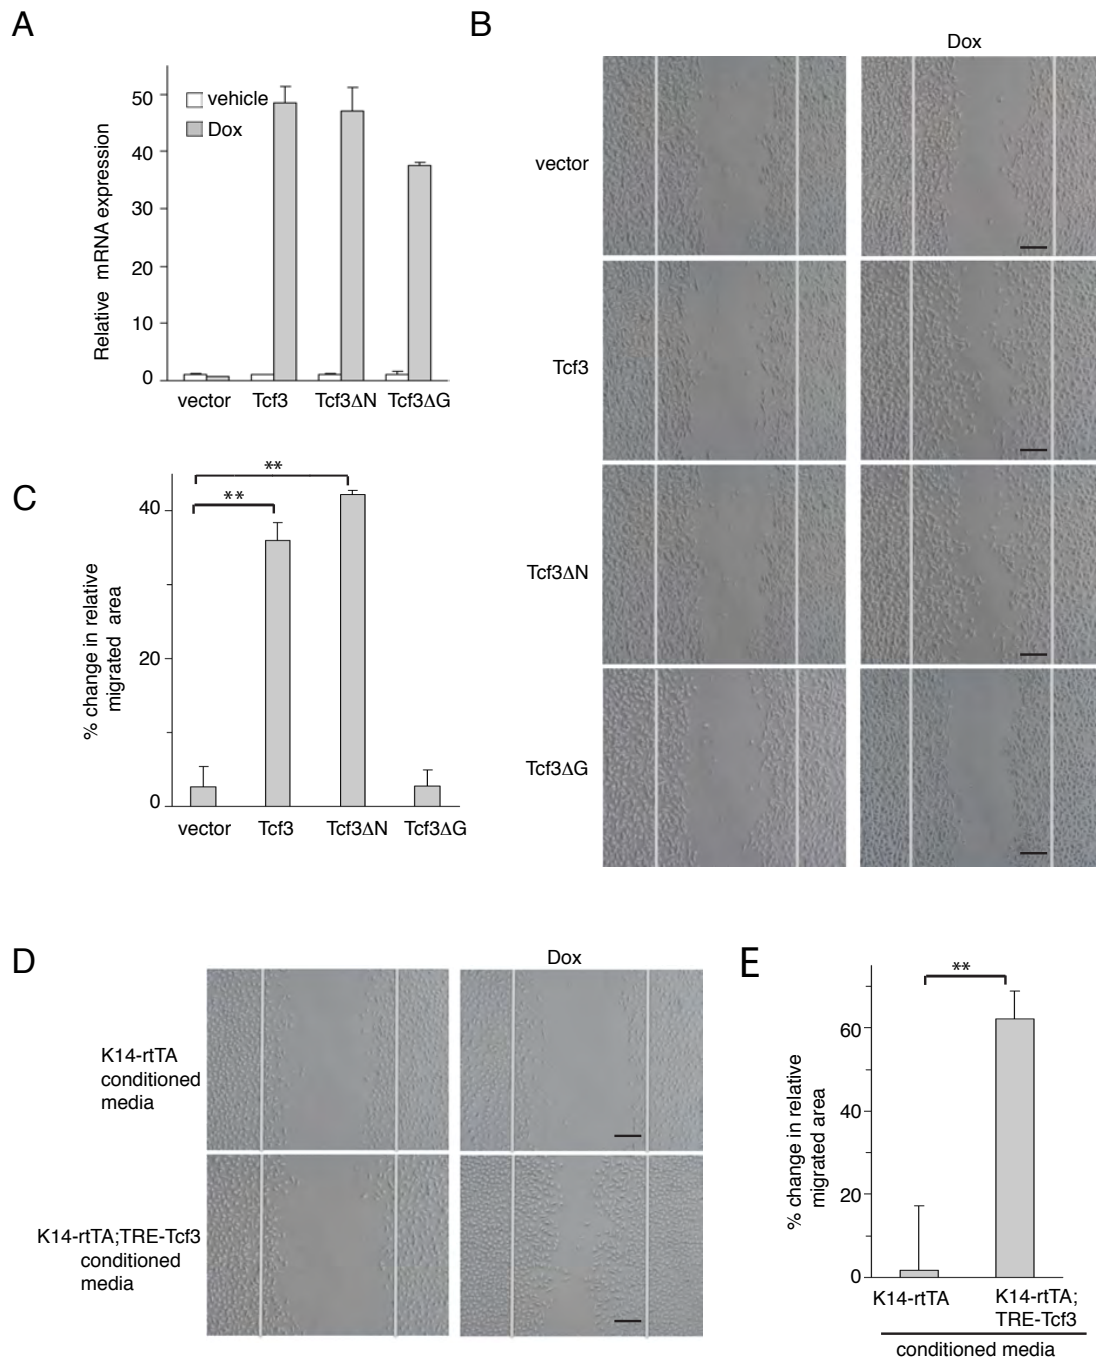 A
50
40
30
20
10
0
Relative mRNA expression
vehicle
Dox
vector
Tcf3
Tcf3ΔN
Tcf3ΔG
B
Dox
vector
Tcf3
Tcf3ΔN
Tcf3ΔG
C
40
20
0
% change in relative
migrated area
**
**
vector
Tcf3
Tcf3ΔN
Tcf3ΔG
D
Dox
K14-rtTA
conditioned
media
K14-rtTA;TRE-Tcf3
conditioned
media
E
60
40
20
0
% change in relative
migrated area
**
K14-rtTA
K14-rtTA;
TRE-Tcf3
conditioned media